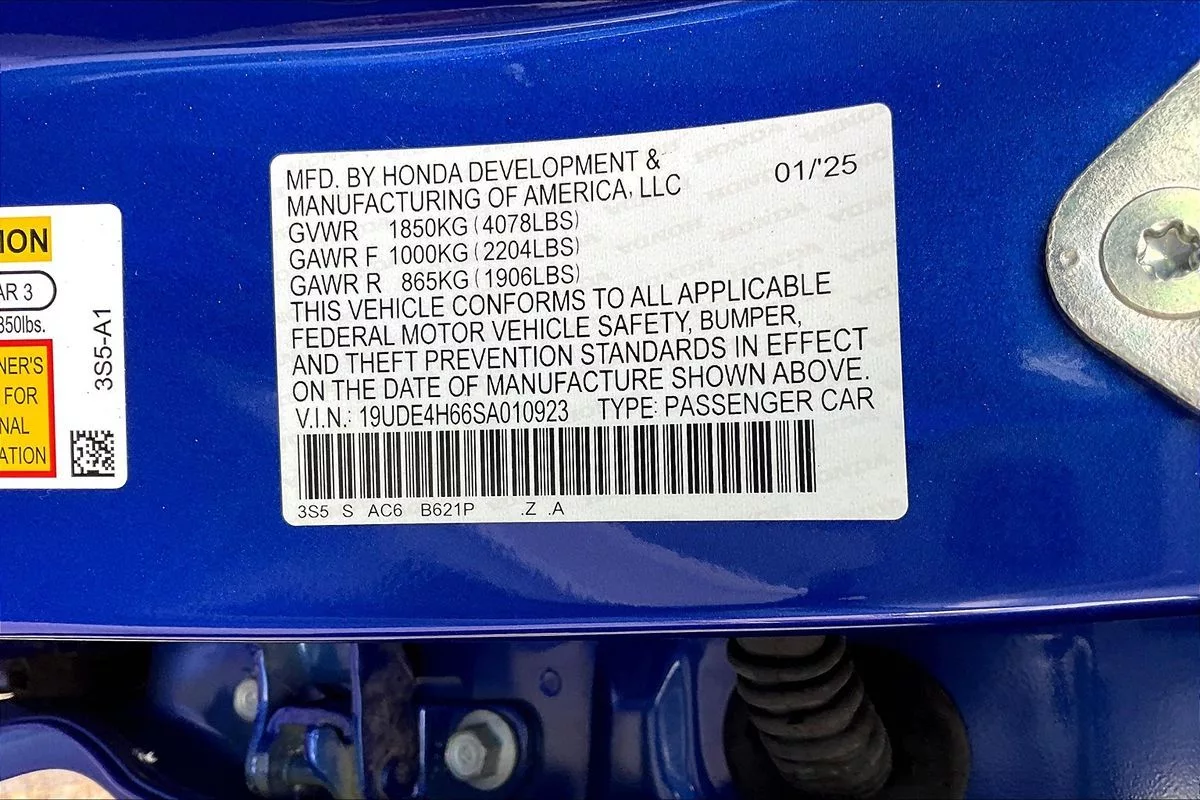 ION
AR 3
350lbs.
NER'S
FOR
NAL
ATION
3S5-A1
MFD. BY HONDA DEVELOPMENT &
MANUFACTURING OF AMERICA, LLC
01/'25
GVWR 1850KG (4078LBS)
GAWR F 1000KG (2204LBS)
GAWR R 865KG (1906LBS)
THIS VEHICLE CONFORMS TO ALL APPLICABLE
FEDERAL MOTOR VEHICLE SAFETY, BUMPER,
AND THEFT PREVENTION STANDARDS IN EFFECT
ON THE DATE OF MANUFACTURE SHOWN ABOVE.
V.I.N.: 19UDE4H66SA010923 TYPE: PASSENGER CAR
3S5 S AC6 B621P .Z .A